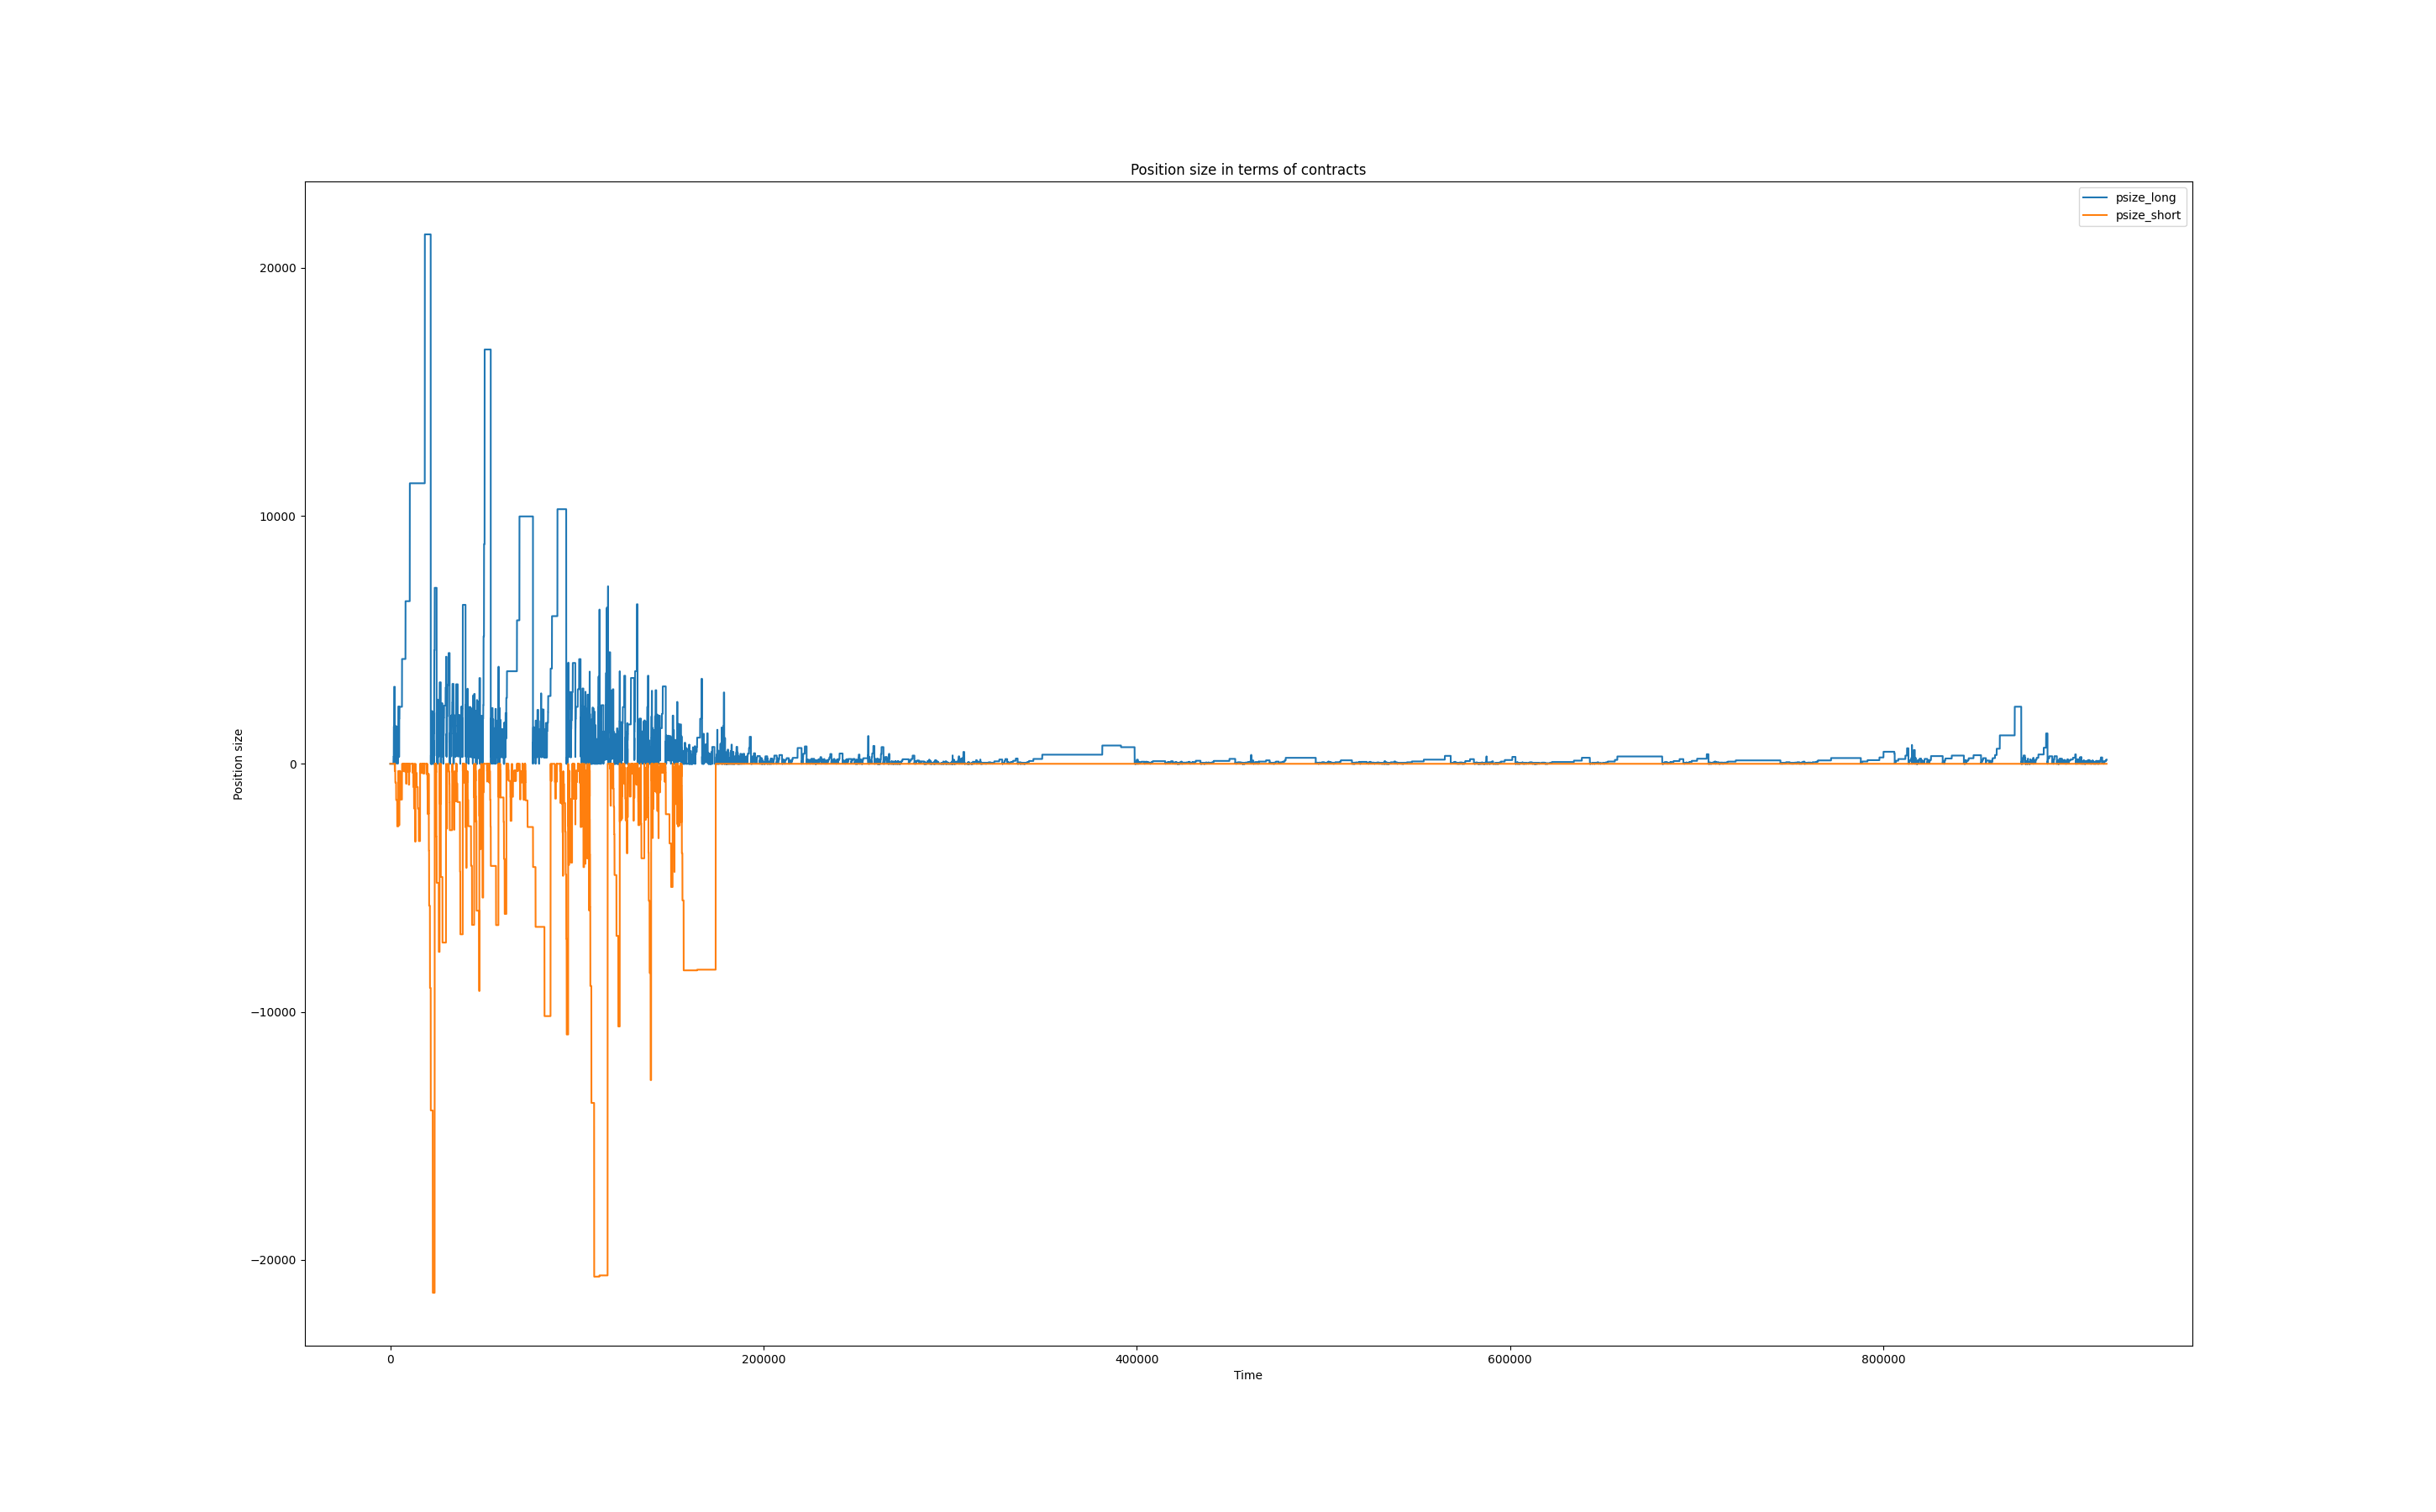 Position size in terms of contracts
psize_long
psize_short
20000
10000
0
−10000
−20000
Position size
0
200000
400000
600000
800000
Time